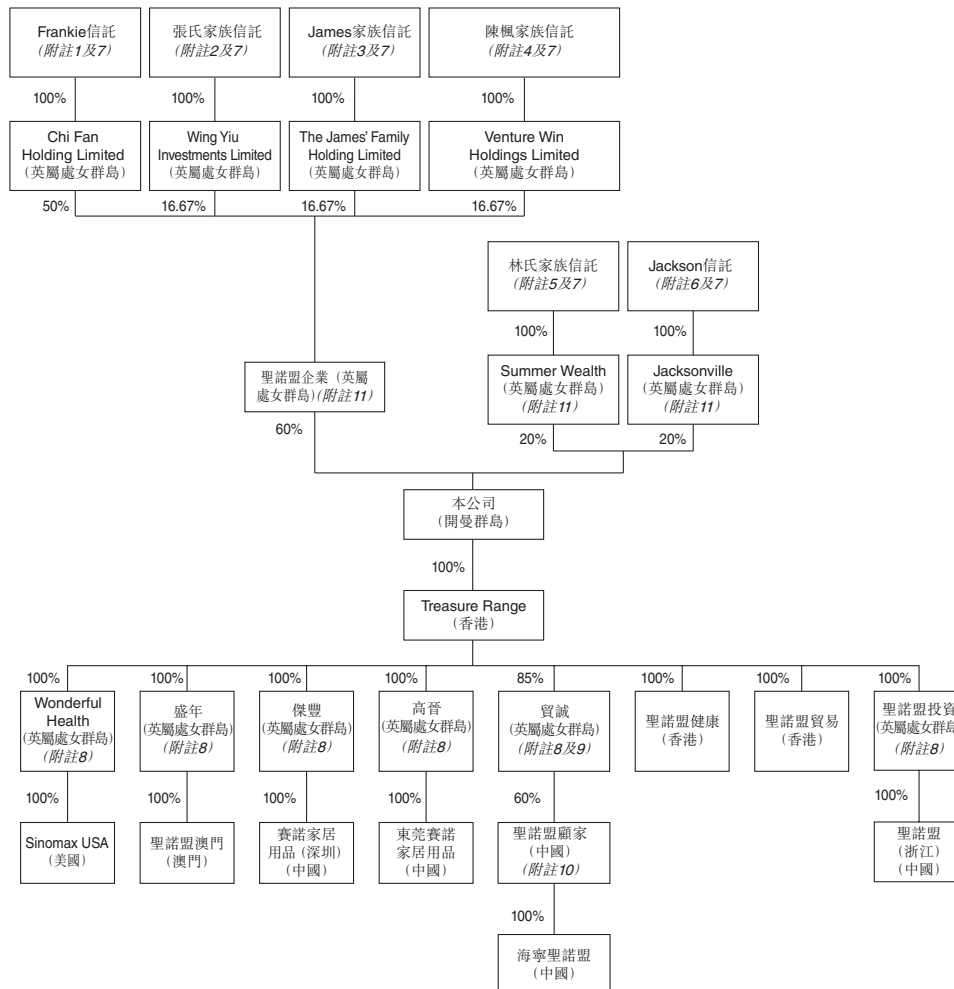 Frankie信託
(附註1及7)
張氏家族信託
(附註2及7)
James家族信託
(附註3及7)
陳楓家族信託
(附註4及7)
100%
100%
100%
100%
Chi Fan
Holding Limited
(英屬處女群島)
Wing Yiu
Investments Limited
(英屬處女群島)
The James' Family
Holding Limited
(英屬處女群島)
Venture Win
Holdings Limited
(英屬處女群島)
50%
16.67%
16.67%
16.67%
林氏家族信託
(附註5及7)
Jackson信託
(附註6及7)
100%
100%
聖諾盟企業 (英屬
處女群島)(附註11)
Summer Wealth
(英屬處女群島)
(附註11)
Jacksonville
(英屬處女群島)
(附註11)
60%
20%
20%
本公司
(開曼群島)
100%
Treasure Range
(香港)
100%
100%
100%
100%
85%
100%
100%
100%
Wonderful
Health
(英屬處女群島)
(附註8)
盛年
(英屬處女群島)
(附註8)
傑豐
(英屬處女群島)
(附註8)
高晉
(英屬處女群島)
(附註8)
貿誠
(英屬處女群島)
(附註8及9)
聖諾盟健康
(香港)
聖諾盟貿易
(香港)
聖諾盟投資
(英屬處女群島)
(附註8)
100%
100%
100%
100%
60%
100%
Sinomax USA
(美國)
聖諾盟澳門
(澳門)
賽諾家居
用品 (深圳)
(中國)
東莞賽諾
家居用品
(中國)
聖諾盟顧家
(中國)
(附註10)
聖諾盟
(浙江)
(中國)
100%
海寧聖諾盟
(中國)